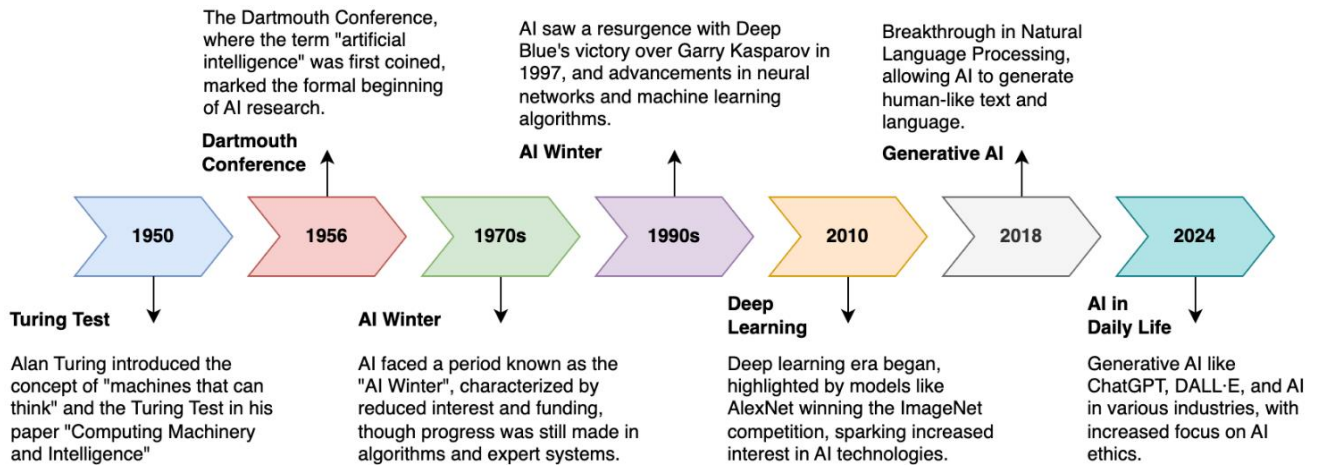 The Dartmouth Conference,
where the term "artificial
intelligence" was first coined,
marked the formal beginning
of AI research.
Dartmouth
Conference
AI saw a resurgence with Deep
Blue's victory over Garry Kasparov in
1997, and advancements in neural
networks and machine learning
algorithms.
AI Winter
Breakthrough in Natural
Language Processing,
allowing AI to generate
human-like text and
language.
Generative AI
1950
1956
1970s
1990s
2010
2018
2024
Turing Test
Alan Turing introduced the
concept of "machines that can
think" and the Turing Test in his
paper "Computing Machinery
and Intelligence"
AI Winter
AI faced a period known as the
"AI Winter", characterized by
reduced interest and funding,
though progress was still made in
algorithms and expert systems.
Deep
Learning
Deep learning era began,
highlighted by models like
AlexNet winning the ImageNet
competition, sparking increased
interest in AI technologies.
AI in
Daily Life
Generative AI like
ChatGPT, DALL·E, and AI
in various industries, with
increased focus on AI
ethics.